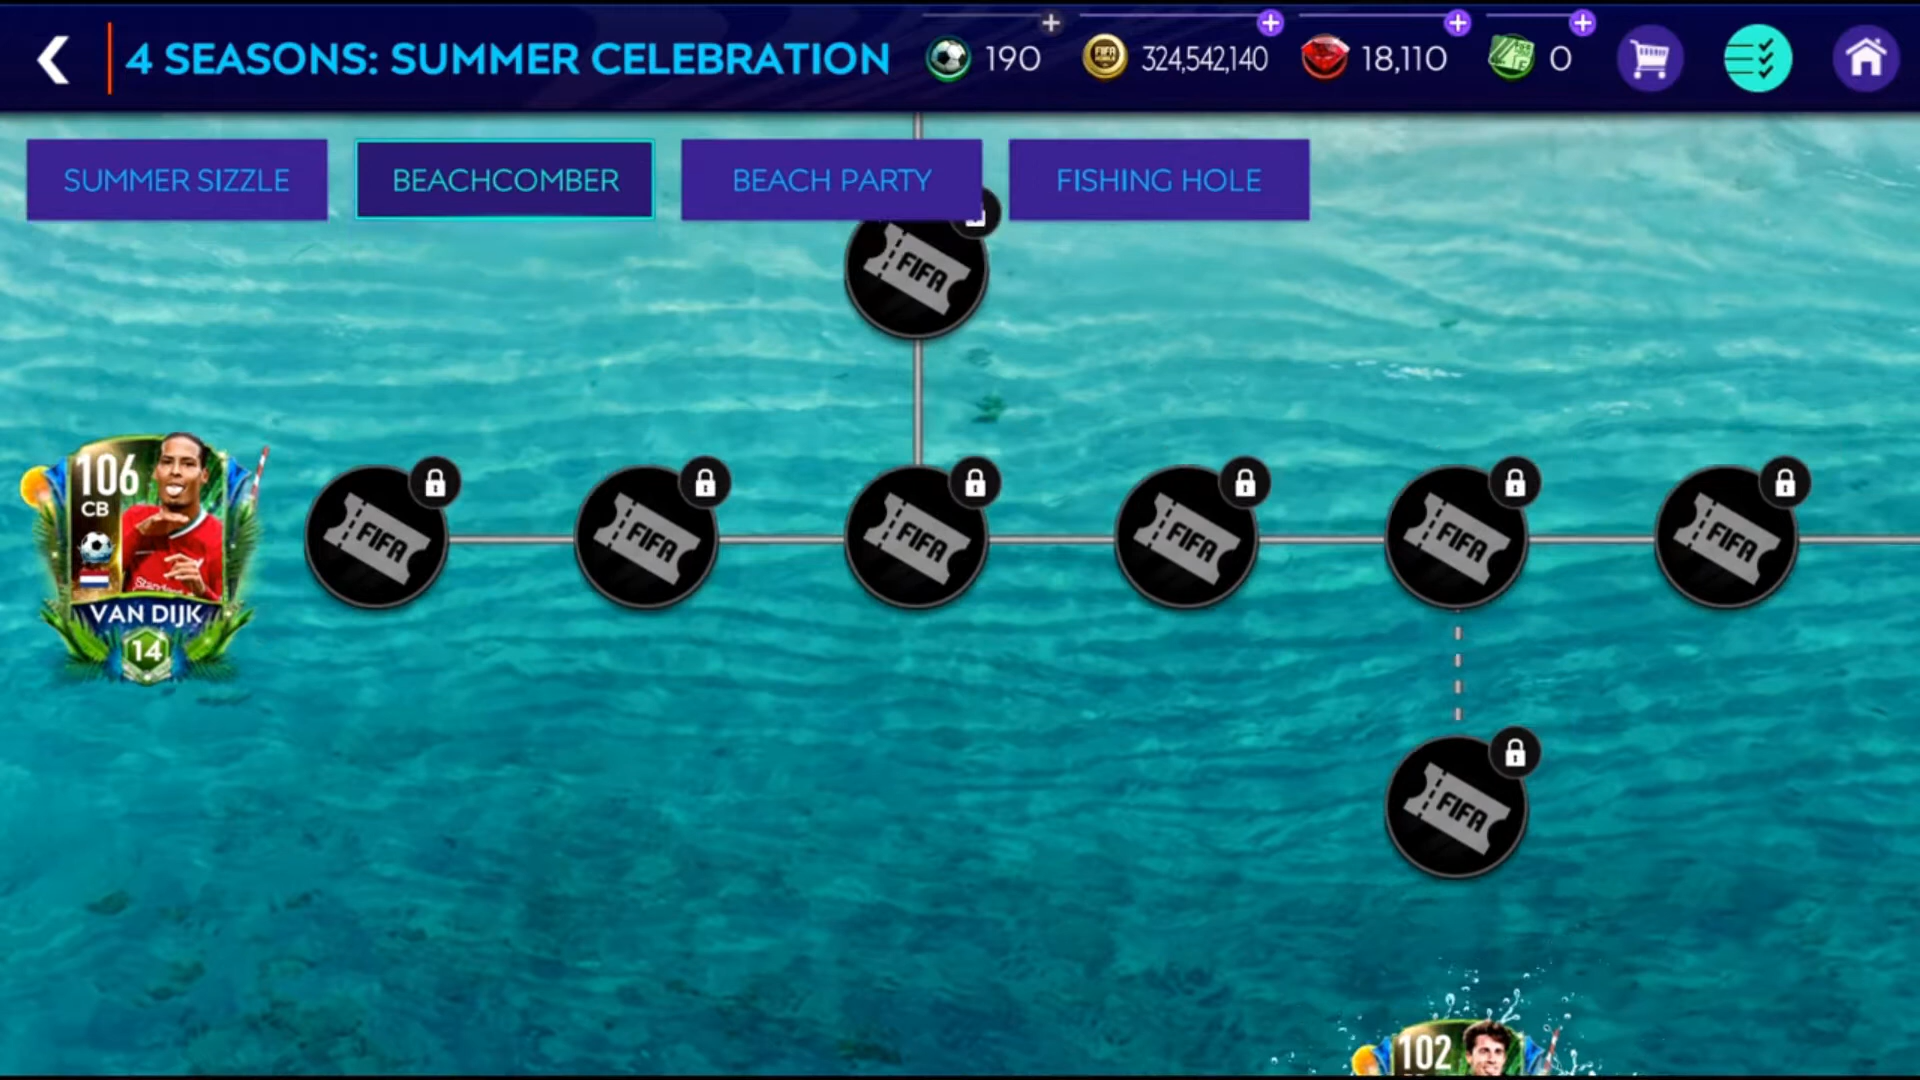 4 SEASONS: SUMMER CELEBRATION
190
324,542,140
18,110
0
SUMMER SIZZLE
BEACHCOMBER
BEACH PARTY
FISHING HOLE
FIFA
106
CB
VAN DIJK
14
FIFA
FIFA
FIFA
FIFA
FIFA
FIFA
FIFA
102